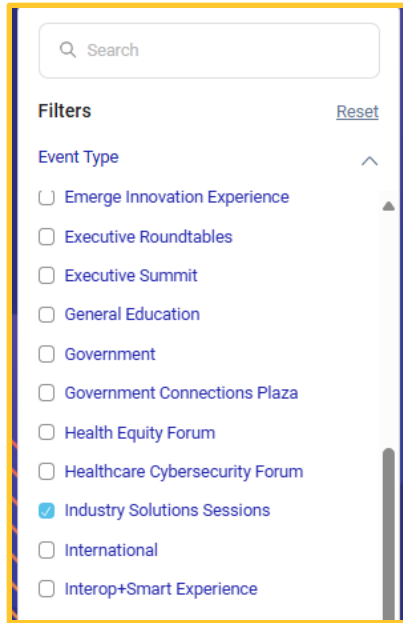 Search
Filters
Reset
Event Type
Emerge Innovation Experience
Executive Roundtables
Executive Summit
General Education
Government
Government Connections Plaza
Health Equity Forum
Healthcare Cybersecurity Forum
Industry Solutions Sessions
International
Interop+Smart Experience